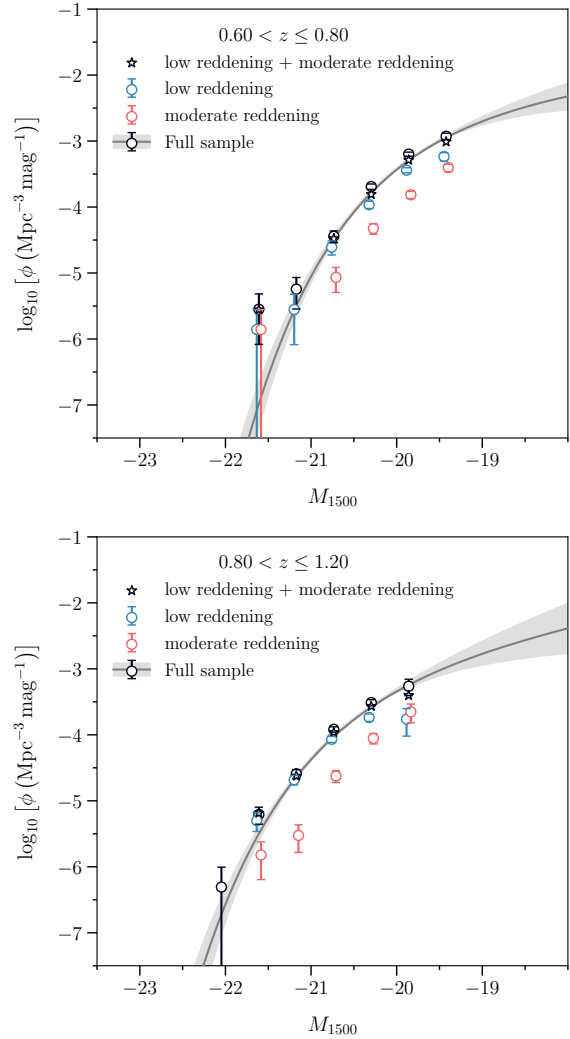 −1
−2
−3
−4
−5
−6
−7
log₁₀ [ϕ (Mpc⁻³ mag⁻¹)]
0.60 < z ≤ 0.80
low reddening + moderate reddening
low reddening
moderate reddening
Full sample
−23 −22 −21 −20 −19
M₁₅₀₀
−1
−2
−3
−4
−5
−6
−7
log₁₀ [ϕ (Mpc⁻³ mag⁻¹)]
0.80 < z ≤ 1.20
low reddening + moderate reddening
low reddening
moderate reddening
Full sample
−23 −22 −21 −20 −19
M₁₅₀₀